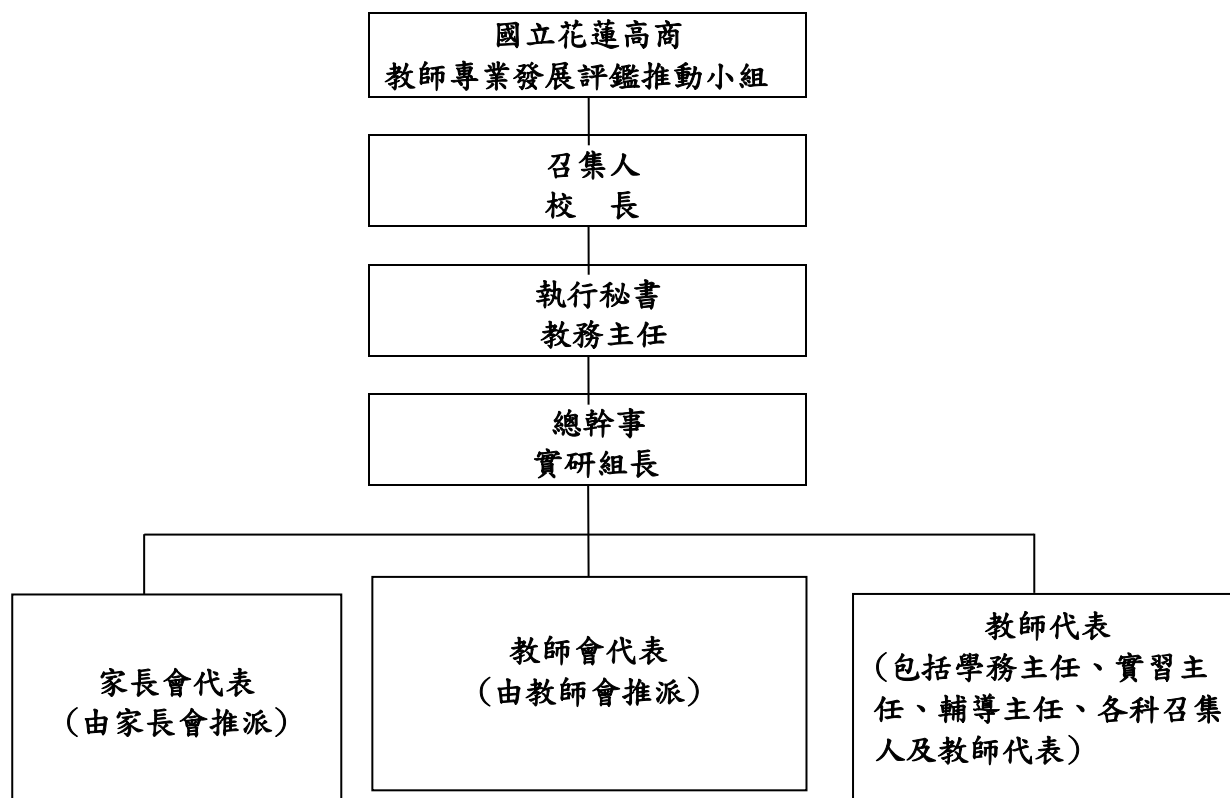 國立花蓮高商
教師專業發展評鑑推動小組
召集人
校　長
執行秘書
教務主任
總幹事
實研組長
家長會代表
(由家長會推派)
教師會代表
(由教師會推派)
教師代表
(包括學務主任、實習主
任、輔導主任、各科召集
人及教師代表)